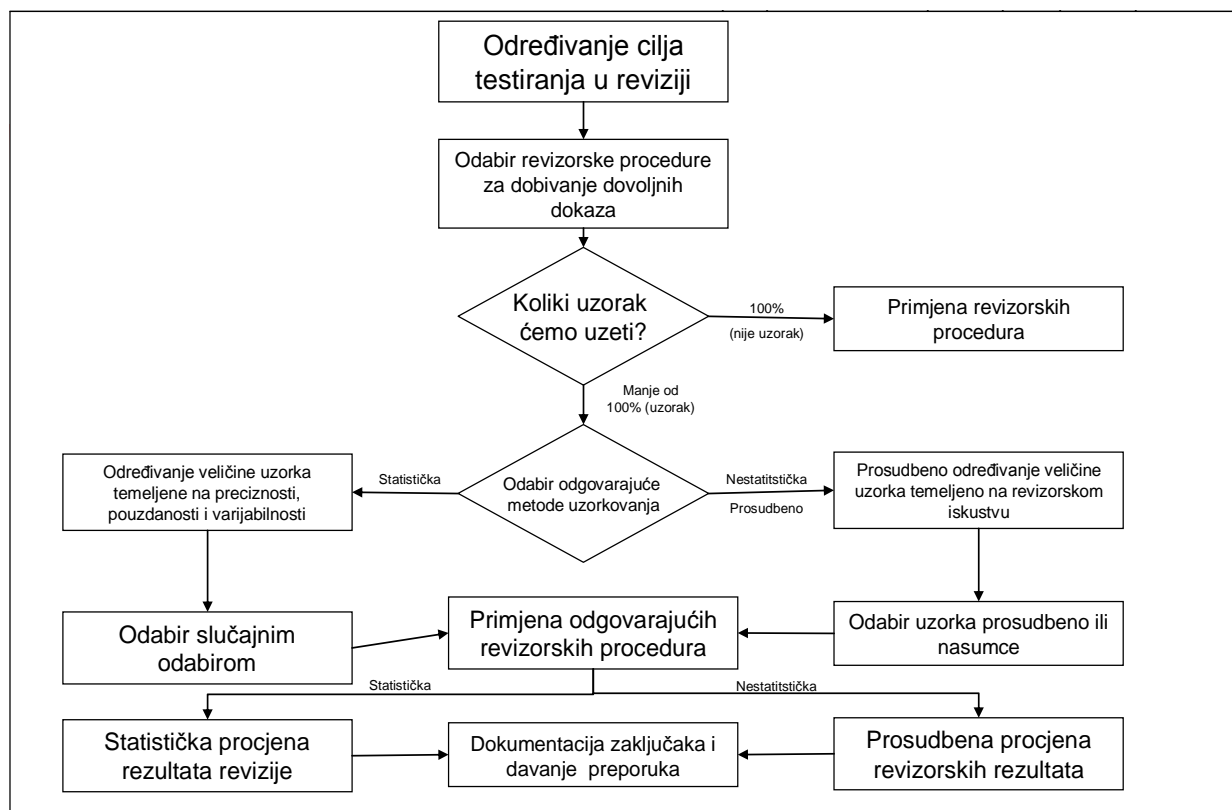 Određivanje cilja
testiranja u reviziji
Odabir revizorske procedure
za dobivanje dovoljnih
dokaza
Koliki uzorak
ćemo uzeti?
100%
(nije uzorak)
Primjena revizorskih
procedura
Manje od
100% (uzorak)
Određivanje veličine uzorka
temeljene na preciznosti,
pouzdanosti i varijabilnosti
Statistička
Odabir odgovarajuće
metode uzorkovanja
Nestatitstička
Prosudbeno
Prosudbeno određivanje veličine
uzorka temeljeno na revizorskom
iskustvu
Odabir slučajnim
odabirom
Primjena odgovarajućih
revizorskih procedura
Odabir uzorka prosudbeno ili
nasumce
Statistička
Nestatitstička
Statistička procjena
rezultata revizije
Dokumentacija zaključaka i
davanje preporuka
Prosudbena procjena
revizorskih rezultata